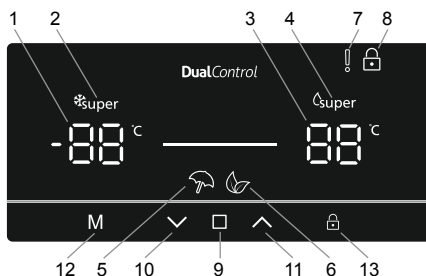 1 2 3 4 7 8
DualControl
super super
-88 °C 88 °C
M
12 5 10 9 11 6 13